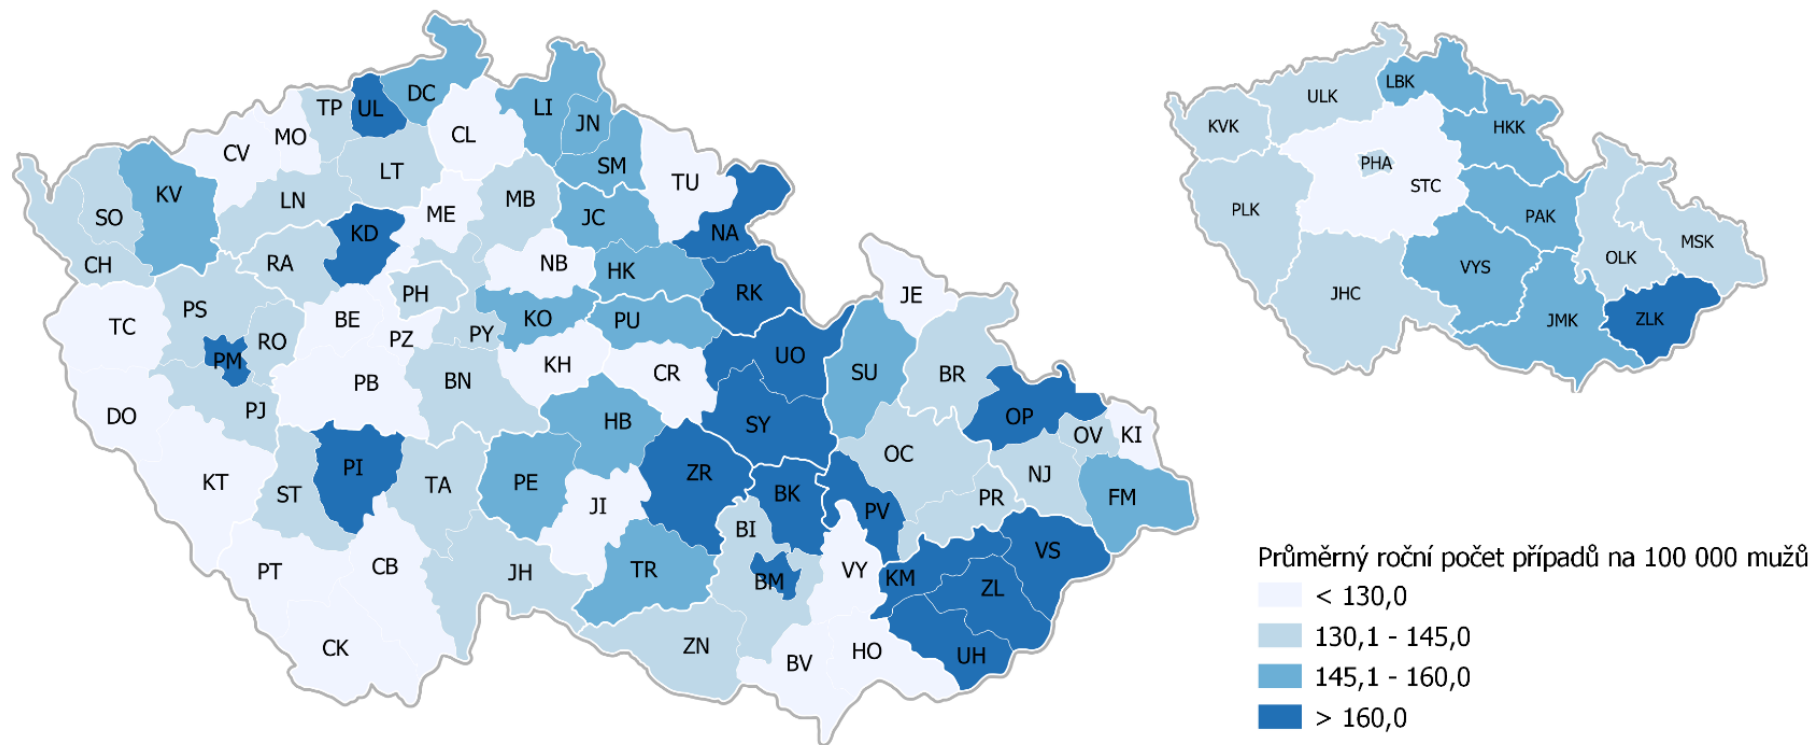 DC
TP
UL
LI
JN
MO
CL
CV
SM
LT
TU
KV
LN
MB
SO
ME
JC
KD
NA
CH
RA
NB
HK
PH
RK
JE
PS
TC
BE
KO
PU
RO
PZ
PY
UO
PM
KH
CR
SU
BR
PB
BN
PJ
DO
HB
SY
OP
OV
KI
OC
PI
ZR
NJ
KT
ST
TA
PE
BK
PR
FM
JI
PV
BI
VS
PT
CB
JH
TR
BM
VY
KM
ZL
CK
ZN
BV
HO
UH
LBK
ULK
KVK
HKK
PHA
STC
PLK
PAK
MSK
OLK
VYS
JHC
JMK
ZLK
Průměrný roční počet případů na 100 000 mužů
< 130,0
130,1 - 145,0
145,1 - 160,0
> 160,0